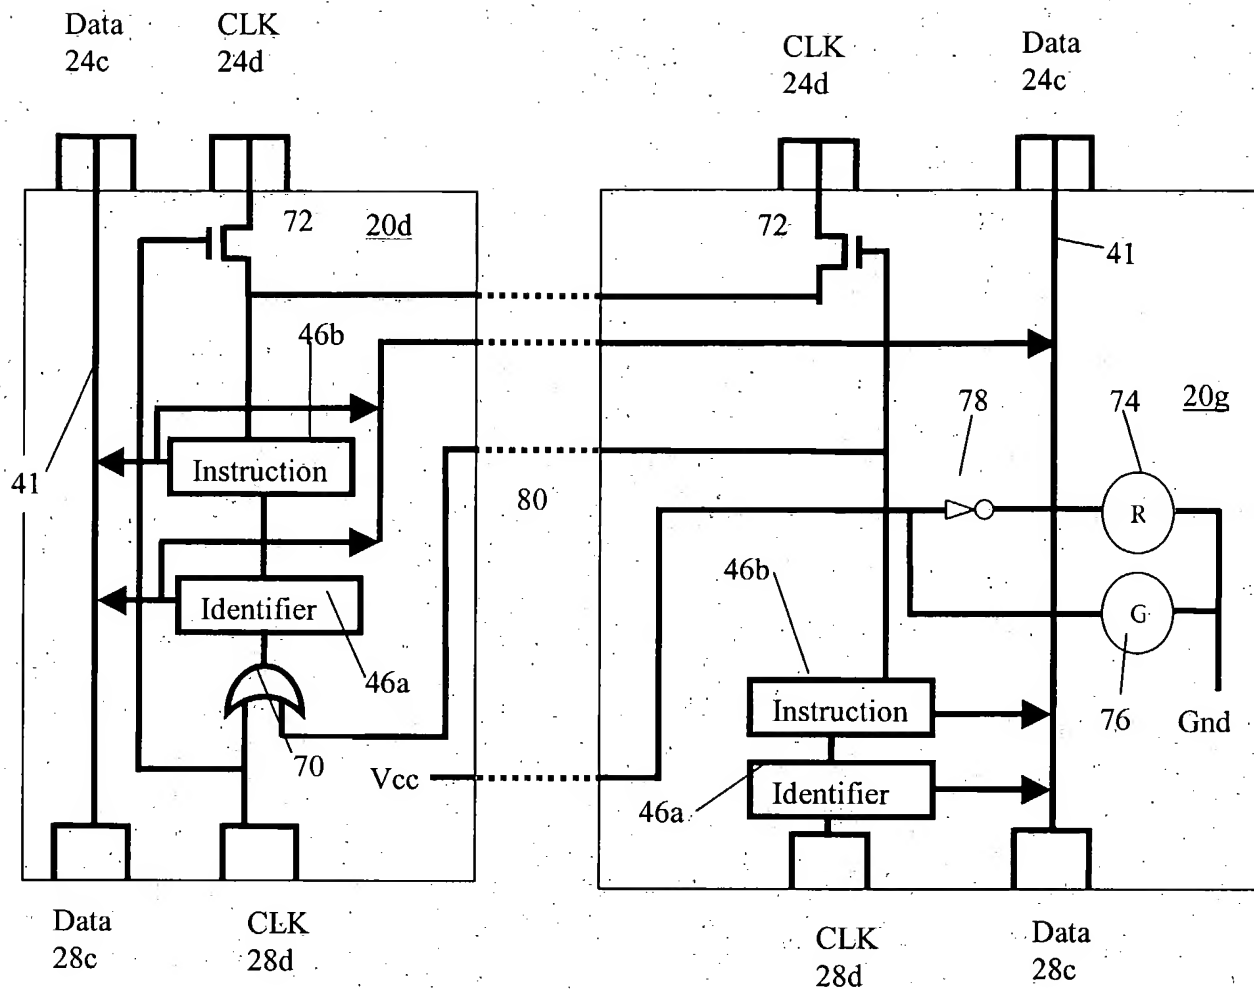 Data
24c
CLK
24d
CLK
24d
Data
24c
72
20d
72
41
46b
78
74
20g
41
Instruction
80
R
46b
Identifier
G
46a
Instruction
76
Gnd
70
Vcc
46a
Identifier
Data
28c
CLK
28d
CLK
28d
Data
28c